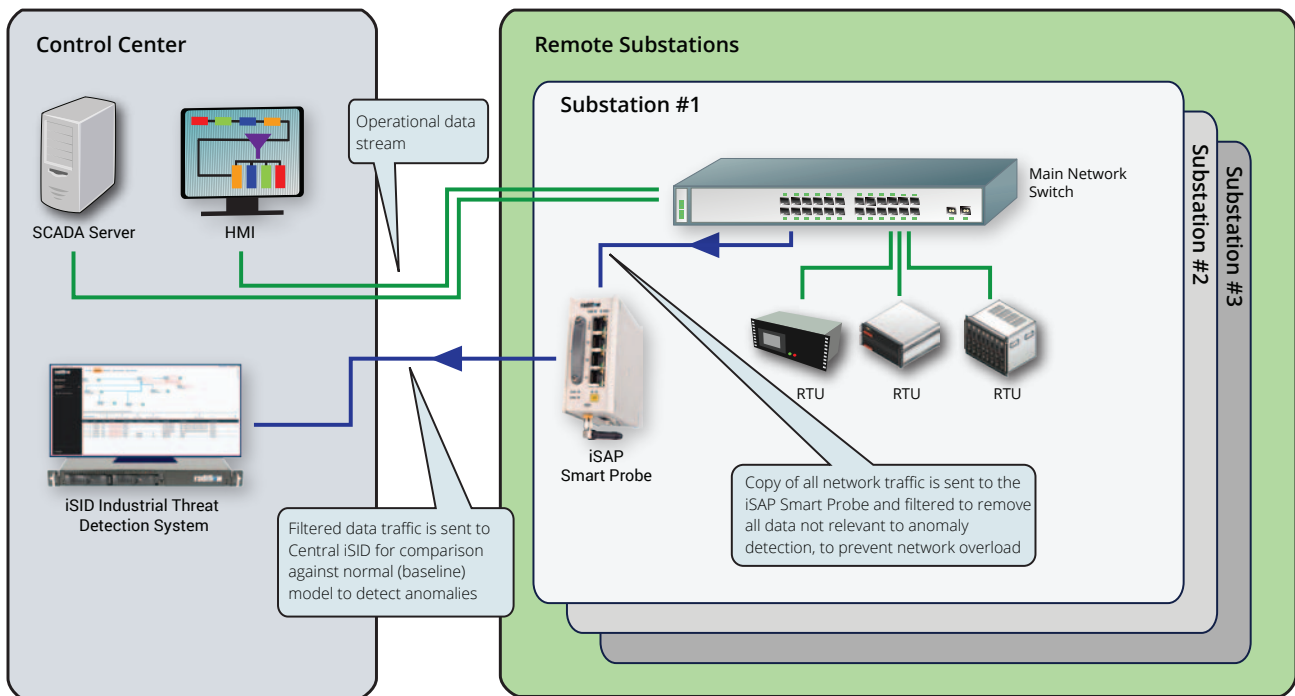 Control Center
SCADA Server
HMI
Operational data
stream
iSID Industrial Threat
Detection System
Filtered data traffic is sent to
Central iSID for comparison
against normal (baseline)
model to detect anomalies
Remote Substations
Substation #1
Main Network
Switch
RTU
RTU
RTU
iSAP
Smart Probe
Copy of all network traffic is sent to the
iSAP Smart Probe and filtered to remove
all data not relevant to anomaly
detection, to prevent network overload
Substation #2
Substation #3